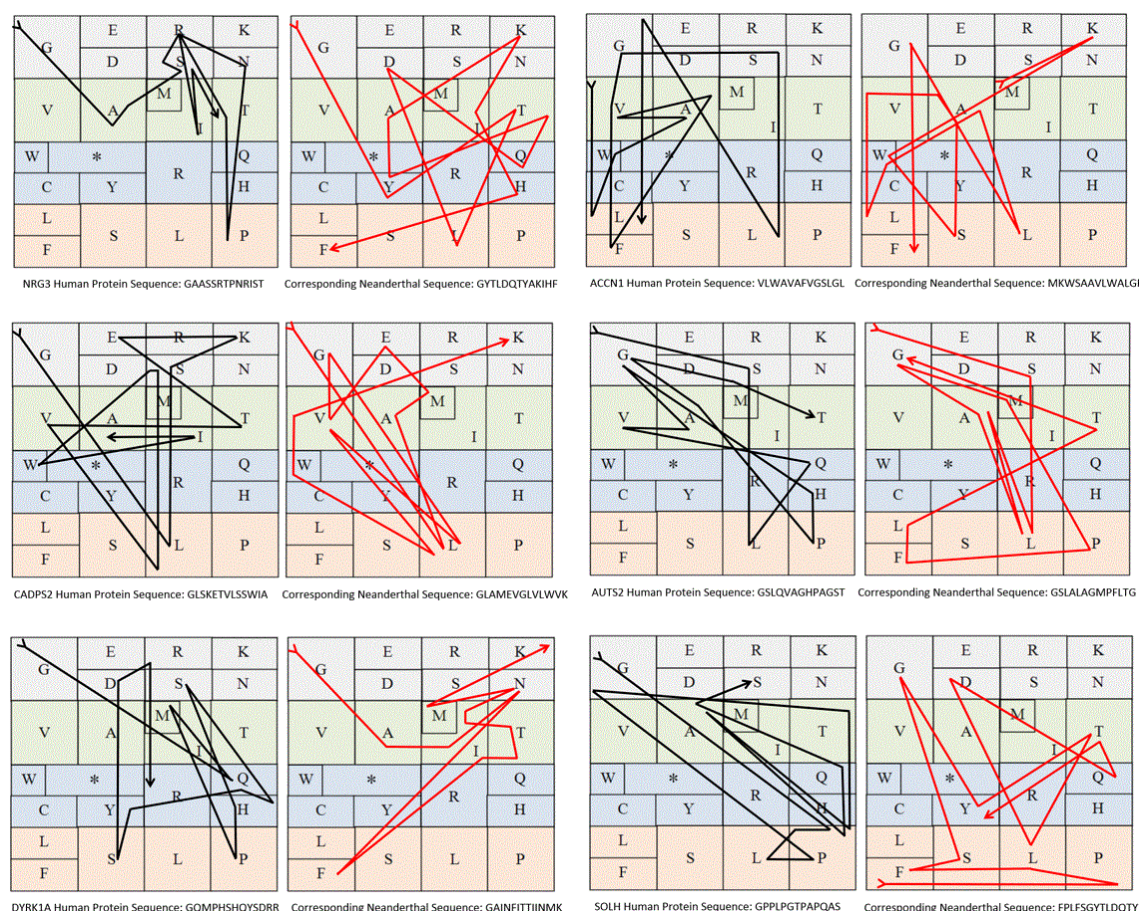 E R K
G
D S N
M
V A T
I
W * Q
R
C Y H
L
S L P
F
NRG3 Human Protein Sequence: GAASSRTPNRIST
E R K
G
D S N
M
V A T
I
W * Q
R
C Y H
L
S L P
F
Corresponding Neanderthal Sequence: GYTLDQTYAKIHF
E R K
G
D S N
M
V A T
I
W * Q
R
C Y H
L
S L P
F
ACCN1 Human Protein Sequence: VLWAVAFVGSLGL
E R K
G
D S N
M
V A T
I
W * Q
R
C Y H
L
S L P
F
Corresponding Neanderthal Sequence: MKWSAAVLWALGF
E R K
G
D S N
M
V A T
I
W * Q
R
C Y H
L
S L P
F
CADPS2 Human Protein Sequence: GLSKETVLSSWIA
E R K
G
D S N
M
V A T
I
W * Q
R
C Y H
L
S L P
F
Corresponding Neanderthal Sequence: GLAMEVGLVLWVK
E R K
G
D S N
M
V A T
I
W * Q
R
C Y H
L
S L P
F
AUTS2 Human Protein Sequence: GSLQVAGHPAGST
E R K
G
D S N
M
V A T
I
W * Q
R
C Y H
L
S L P
F
Corresponding Neanderthal Sequence: GSLALAGMPFLTG
E R K
G
D S N
M
V A T
I
W * Q
R
C Y H
L
S L P
F
DYRK1A Human Protein Sequence: GQMPHSHQYSDRR
E R K
G
D S N
M
V A T
I
W * Q
R
C Y H
L
S L P
F
Corresponding Neanderthal Sequence: GAINFITTIINMK
E R K
G
D S N
M
V A T
I
W * Q
R
C Y H
L
S L P
F
SOLH Human Protein Sequence: GPPLPGTPAPQAS
E R K
G
D S N
M
V A T
I
W * Q
R
C Y H
L
S L P
F
Corresponding Neanderthal Sequence: FPLFSGYTLDQTY